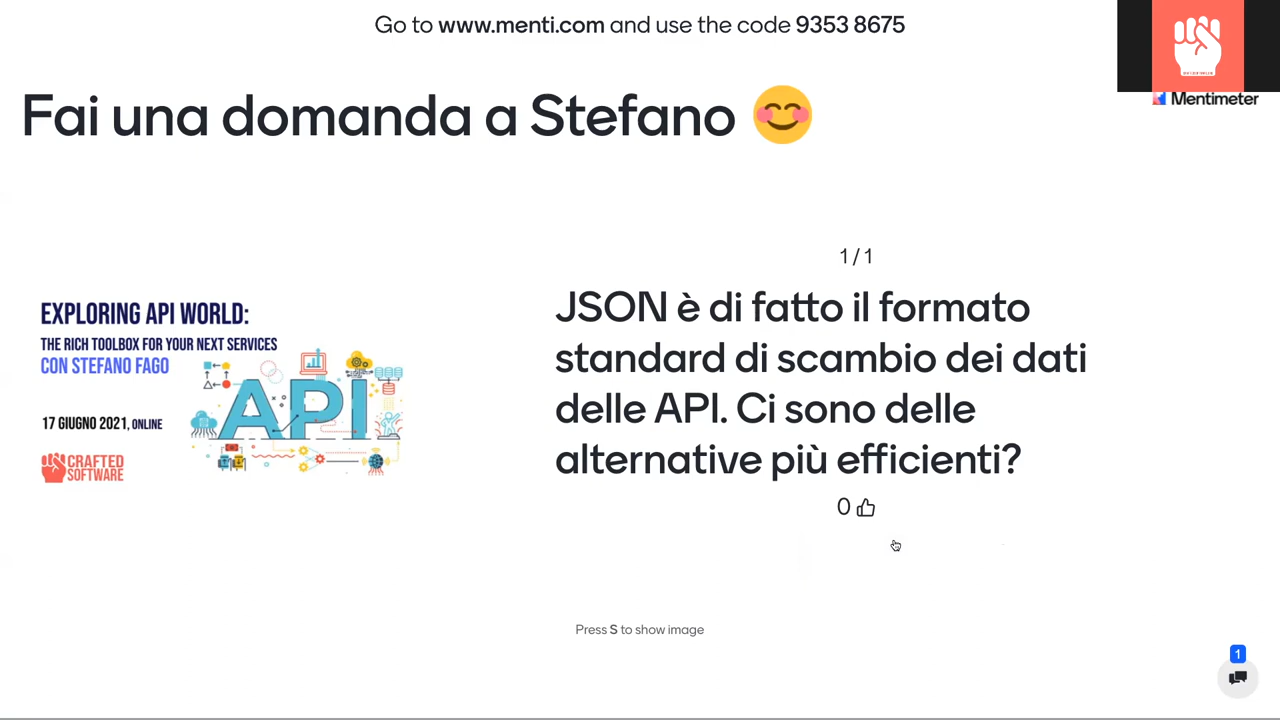 Go to www.menti.com and use the code 9353 8675
Mentimeter
Fai una domanda a Stefano 😊
1 / 1
JSON è di fatto il formato
standard di scambio dei dati
delle API. Ci sono delle
alternative più efficienti?
0
EXPLORING API WORLD:
THE RICH TOOLBOX FOR YOUR NEXT SERVICES
CON STEFANO FAGO
API
17 GIUGNO 2021, ONLINE
CRAFTED
SOFTWARE
Press S to show image
1